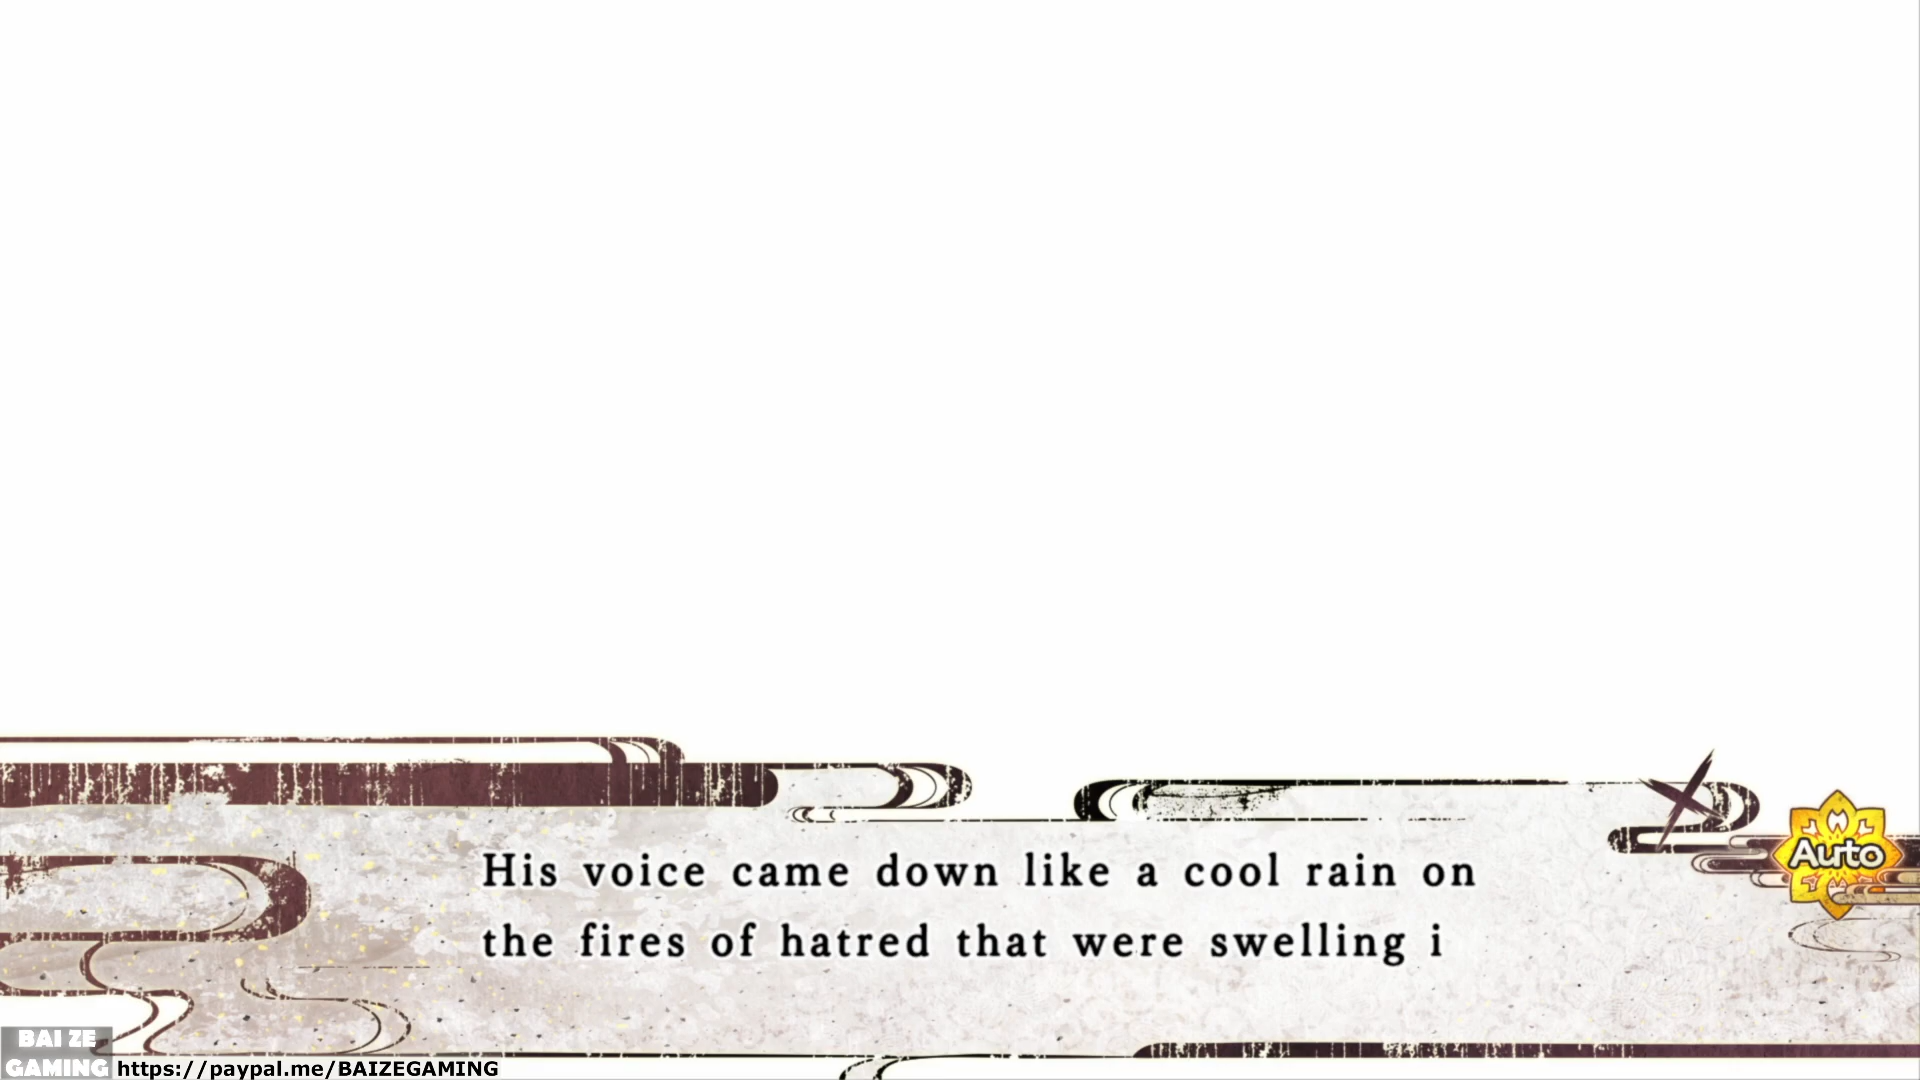 Auto
His voice came down like a cool rain on
the fires of hatred that were swelling i
BAI ZE
GAMING https://paypal.me/BAIZEGAMING